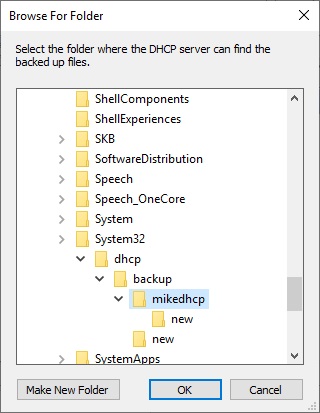 Browse For Folder
Select the folder where the DHCP server can find the
backed up files.
ShellComponents
ShellExperiences
SKB
SoftwareDistribution
Speech
Speech_OneCore
System
System32
dhcp
backup
mikedhcp
new
new
SystemApps
Make New Folder
OK
Cancel